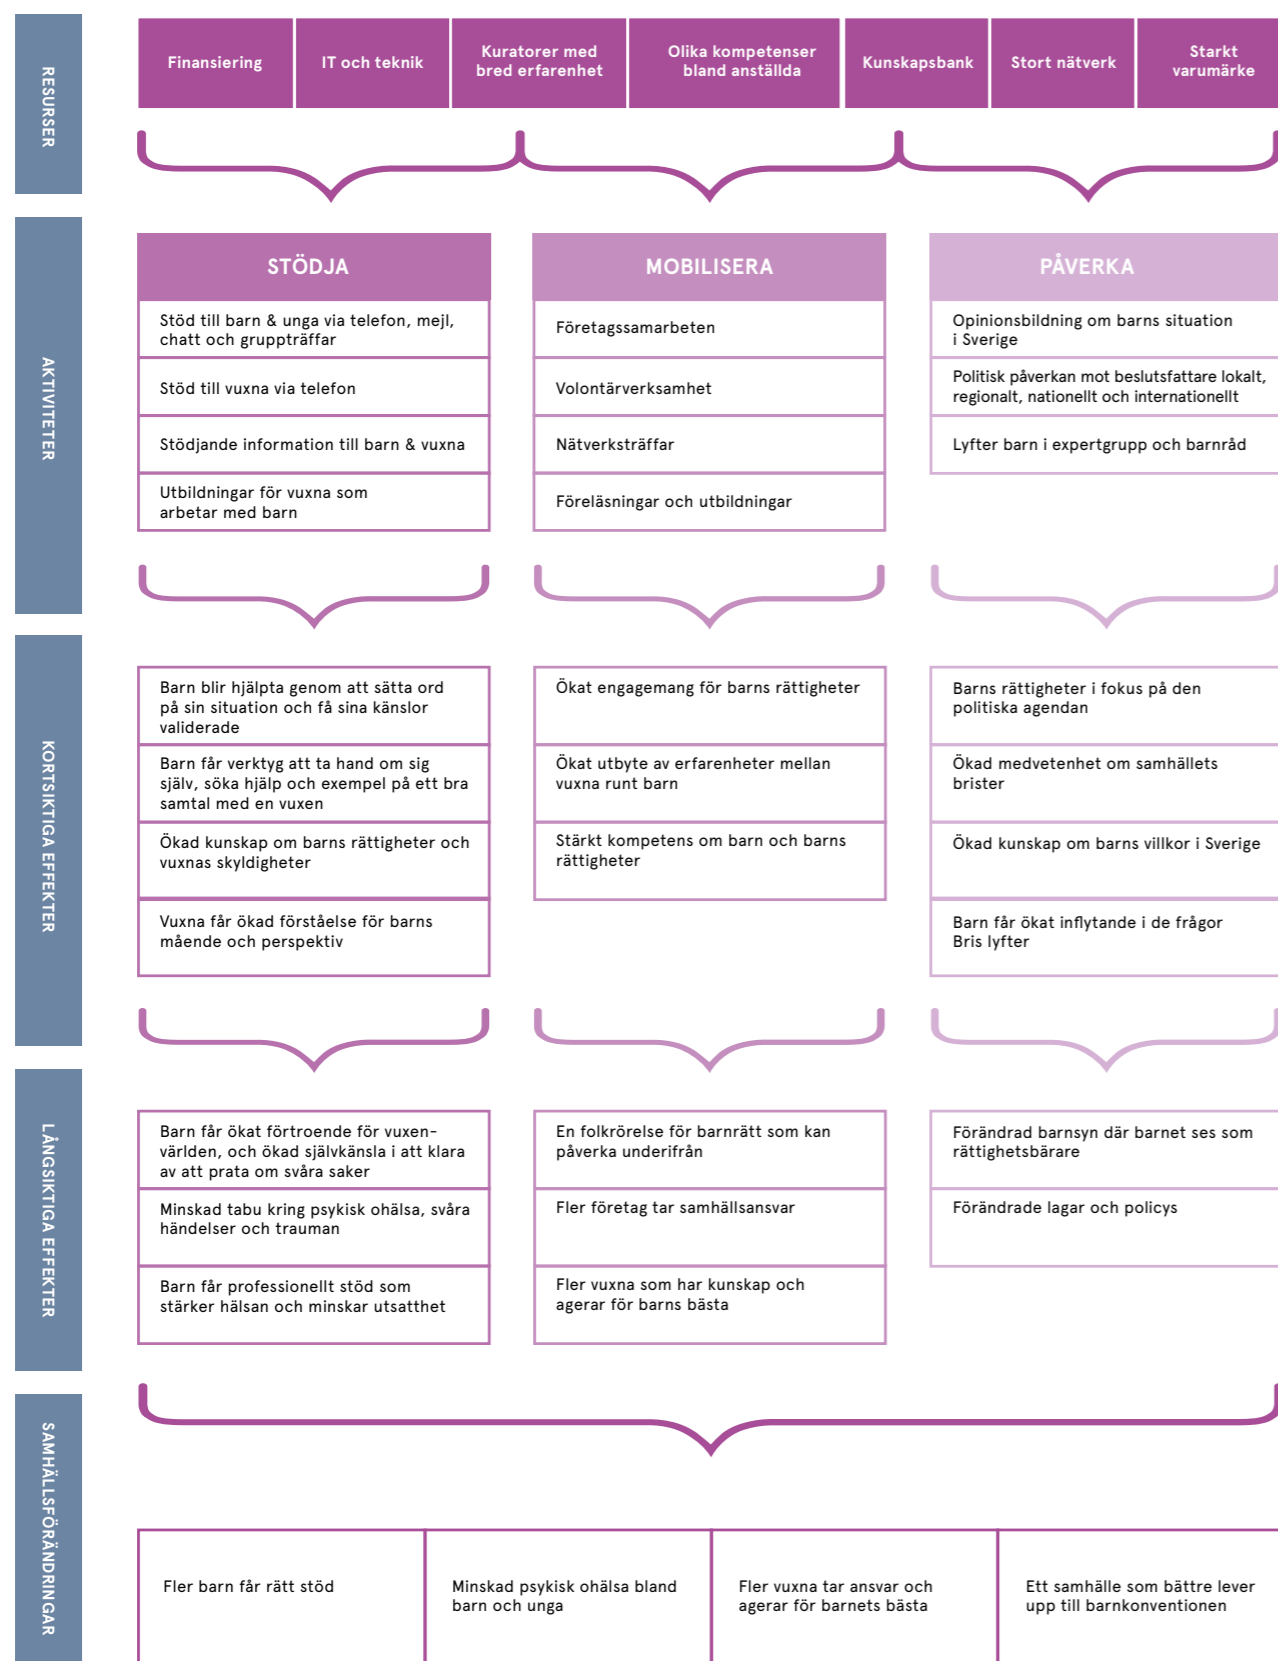 RESURSER
Finansiering
IT och teknik
Kuratorer med
bred erfarenhet
Olika kompetenser
bland anställda
Kunskapsbank
Stort nätverk
Starkt
varumärke
AKTIVITETER
STÖDJA
Stöd till barn & unga via telefon, mejl,
chatt och gruppträffar
Stöd till vuxna via telefon
Stödjande information till barn & vuxna
Utbildningar för vuxna som
arbetar med barn
MOBILISERA
Företagssamarbeten
Volontärverksamhet
Nätverksträffar
Föreläsningar och utbildningar
PÅVERKA
Opinionsbildning om barns situation
i Sverige
Politisk påverkan mot beslutsfattare lokalt,
regionalt, nationellt och internationellt
Lyfter barn i expertgrupp och barnråd
KORTSIKTIGA EFFEKTER
Barn blir hjälpta genom att sätta ord
på sin situation och få sina känslor
validerade
Barn får verktyg att ta hand om sig
själv, söka hjälp och exempel på ett bra
samtal med en vuxen
Ökad kunskap om barns rättigheter och
vuxnas skyldigheter
Vuxna får ökad förståelse för barns
mående och perspektiv
Ökat engagemang för barns rättigheter
Ökat utbyte av erfarenheter mellan
vuxna runt barn
Stärkt kompetens om barn och barns
rättigheter
Barns rättigheter i fokus på den
politiska agendan
Ökad medvetenhet om samhällets
brister
Ökad kunskap om barns villkor i Sverige
Barn får ökat inflytande i de frågor
Bris lyfter
LÅNGSIKTIGA EFFEKTER
Barn får ökat förtroende för vuxen-
världen, och ökad självkänsla i att klara
av att prata om svåra saker
Minskad tabu kring psykisk ohälsa, svåra
händelser och trauman
Barn får professionellt stöd som
stärker hälsan och minskar utsatthet
En folkrörelse för barnrätt som kan
påverka underifrån
Fler företag tar samhällsansvar
Fler vuxna som har kunskap och
agerar för barns bästa
Förändrad barnsyn där barnet ses som
rättighetsbärare
Förändrade lagar och policys
SAMHÄLLSFÖRÄNDRINGAR
Fler barn får rätt stöd
Minskad psykisk ohälsa bland
barn och unga
Fler vuxna tar ansvar och
agerar för barnets bästa
Ett samhälle som bättre lever
upp till barnkonventionen